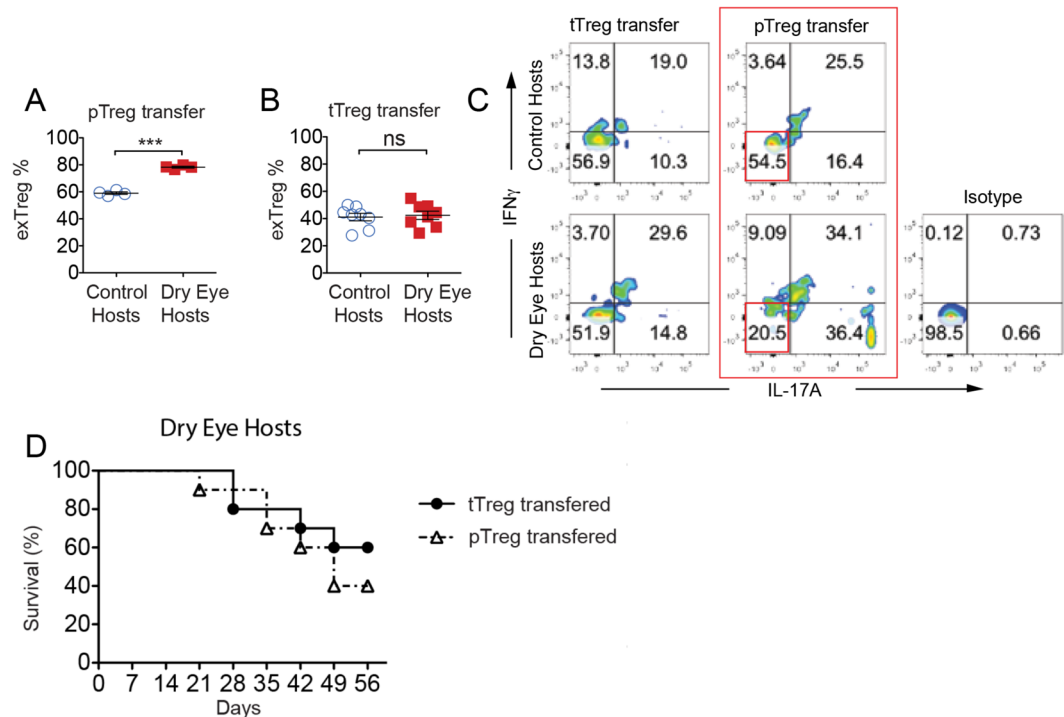 A
pTreg transfer
exTreg %
100
80
60
40
20
0
***
Control
Hosts
Dry Eye
Hosts
B
tTreg transfer
exTreg %
100
80
60
40
20
0
ns
Control
Hosts
Dry Eye
Hosts
C
tTreg transfer
pTreg transfer
Control Hosts
IFNγ
13.8 19.0
56.9 10.3
3.64 25.5
54.5 16.4
Dry Eye Hosts
3.70 29.6
51.9 14.8
9.09 34.1
20.5 36.4
Isotype
0.12 0.73
98.5 0.66
IL-17A
D
Dry Eye Hosts
Survival (%)
100
80
60
40
20
0
0 7 14 21 28 35 42 49 56
Days
tTreg transfered
pTreg transfered